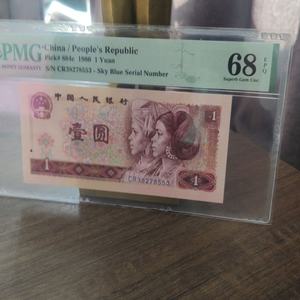 PMG
China / People's Republic
Pick# 884c 1980 1 Yuan
S/N CR38278553 - Sky Blue Serial Number
68 EPQ
Superb Gem Unc
中国人民银行
1
壹圆
1
CR38278553
1